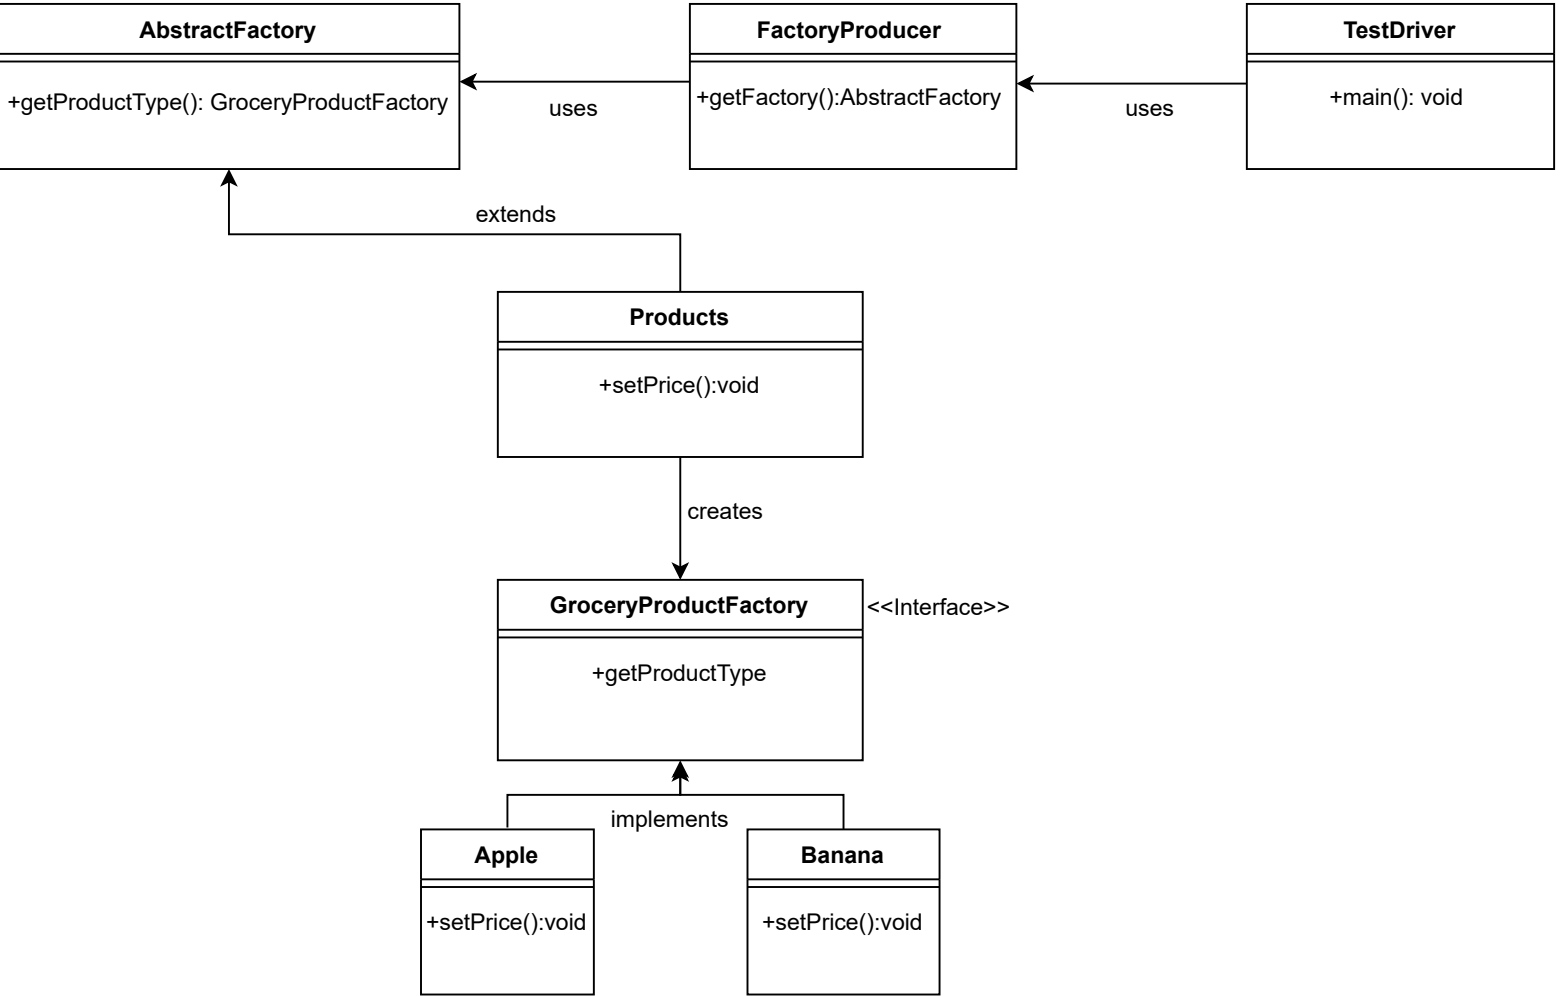 AbstractFactory
+getProductType(): GroceryProductFactory
uses
FactoryProducer
+getFactory():AbstractFactory
uses
TestDriver
+main(): void
extends
Products
+setPrice():void
creates
GroceryProductFactory
<<Interface>>
+getProductType
implements
Apple
+setPrice():void
Banana
+setPrice():void